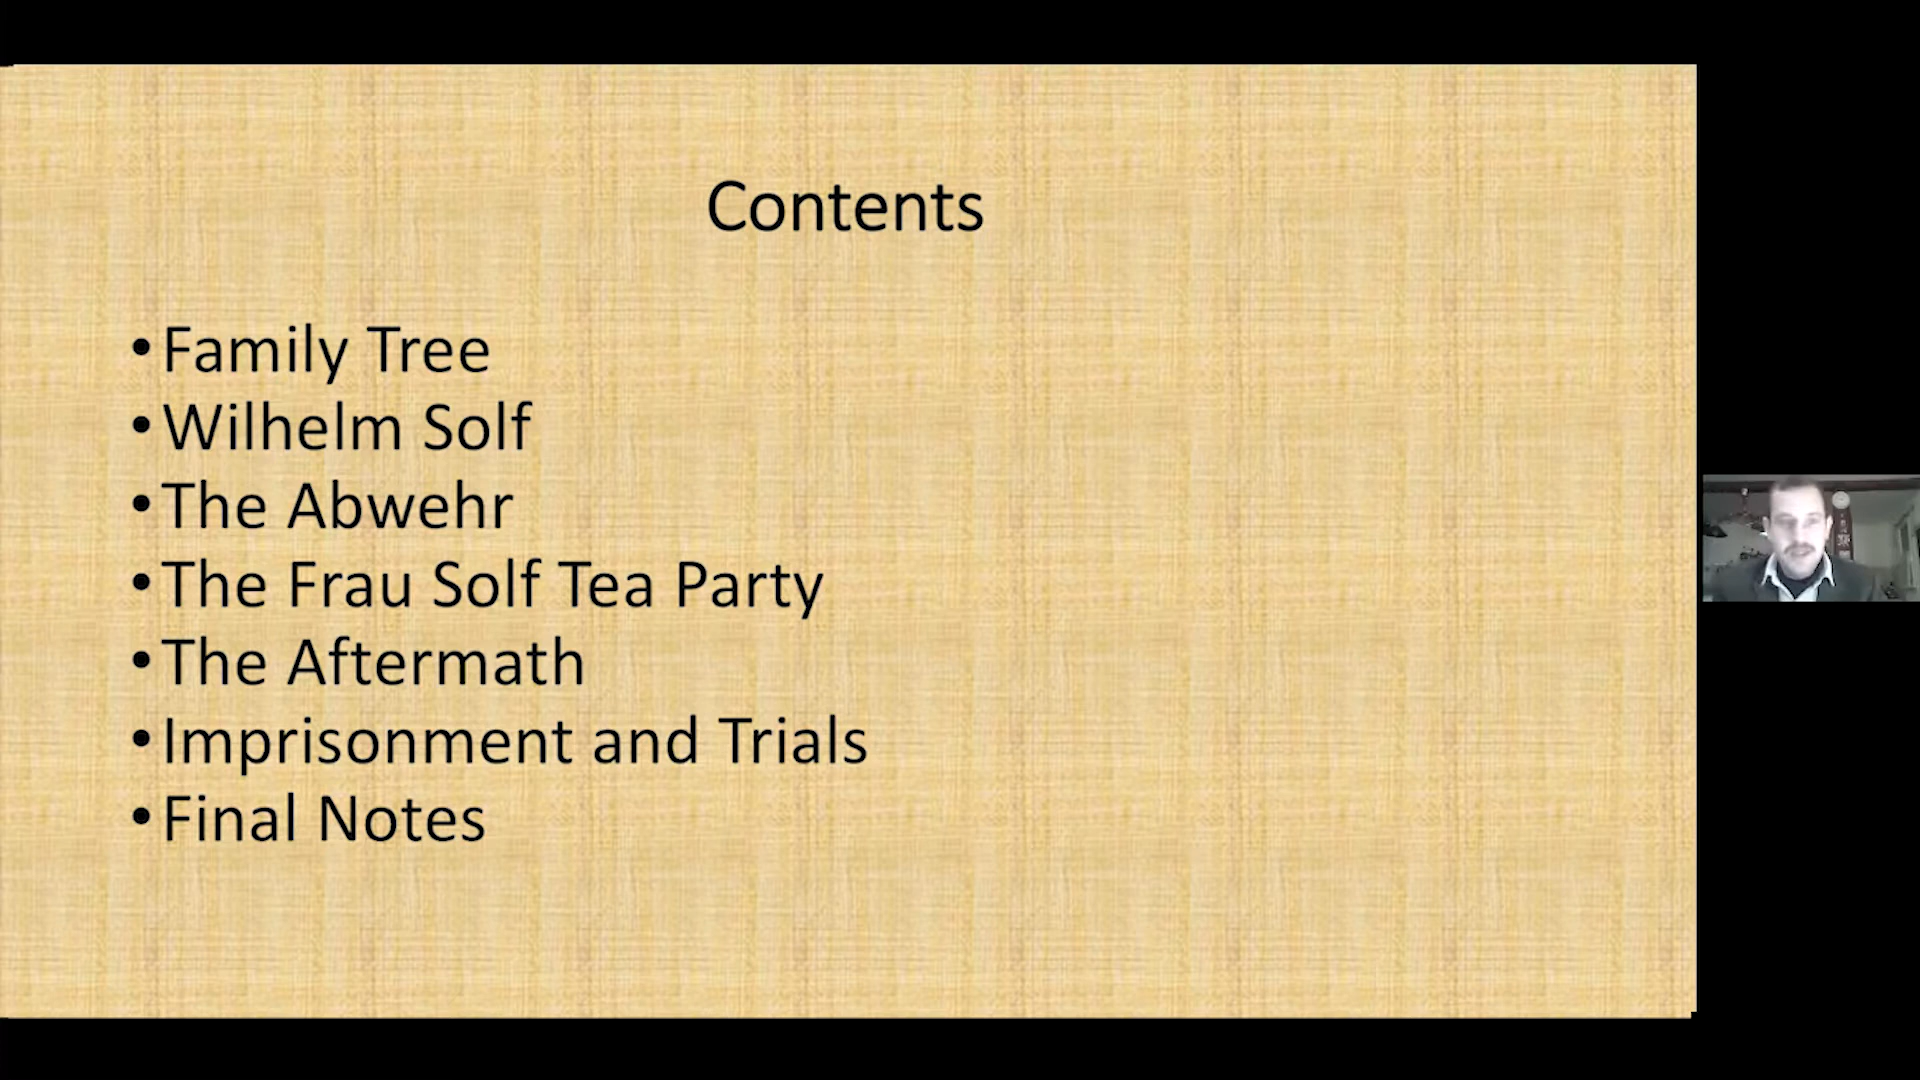 Contents
•Family Tree
•Wilhelm Solf
•The Abwehr
•The Frau Solf Tea Party
•The Aftermath
•Imprisonment and Trials
•Final Notes